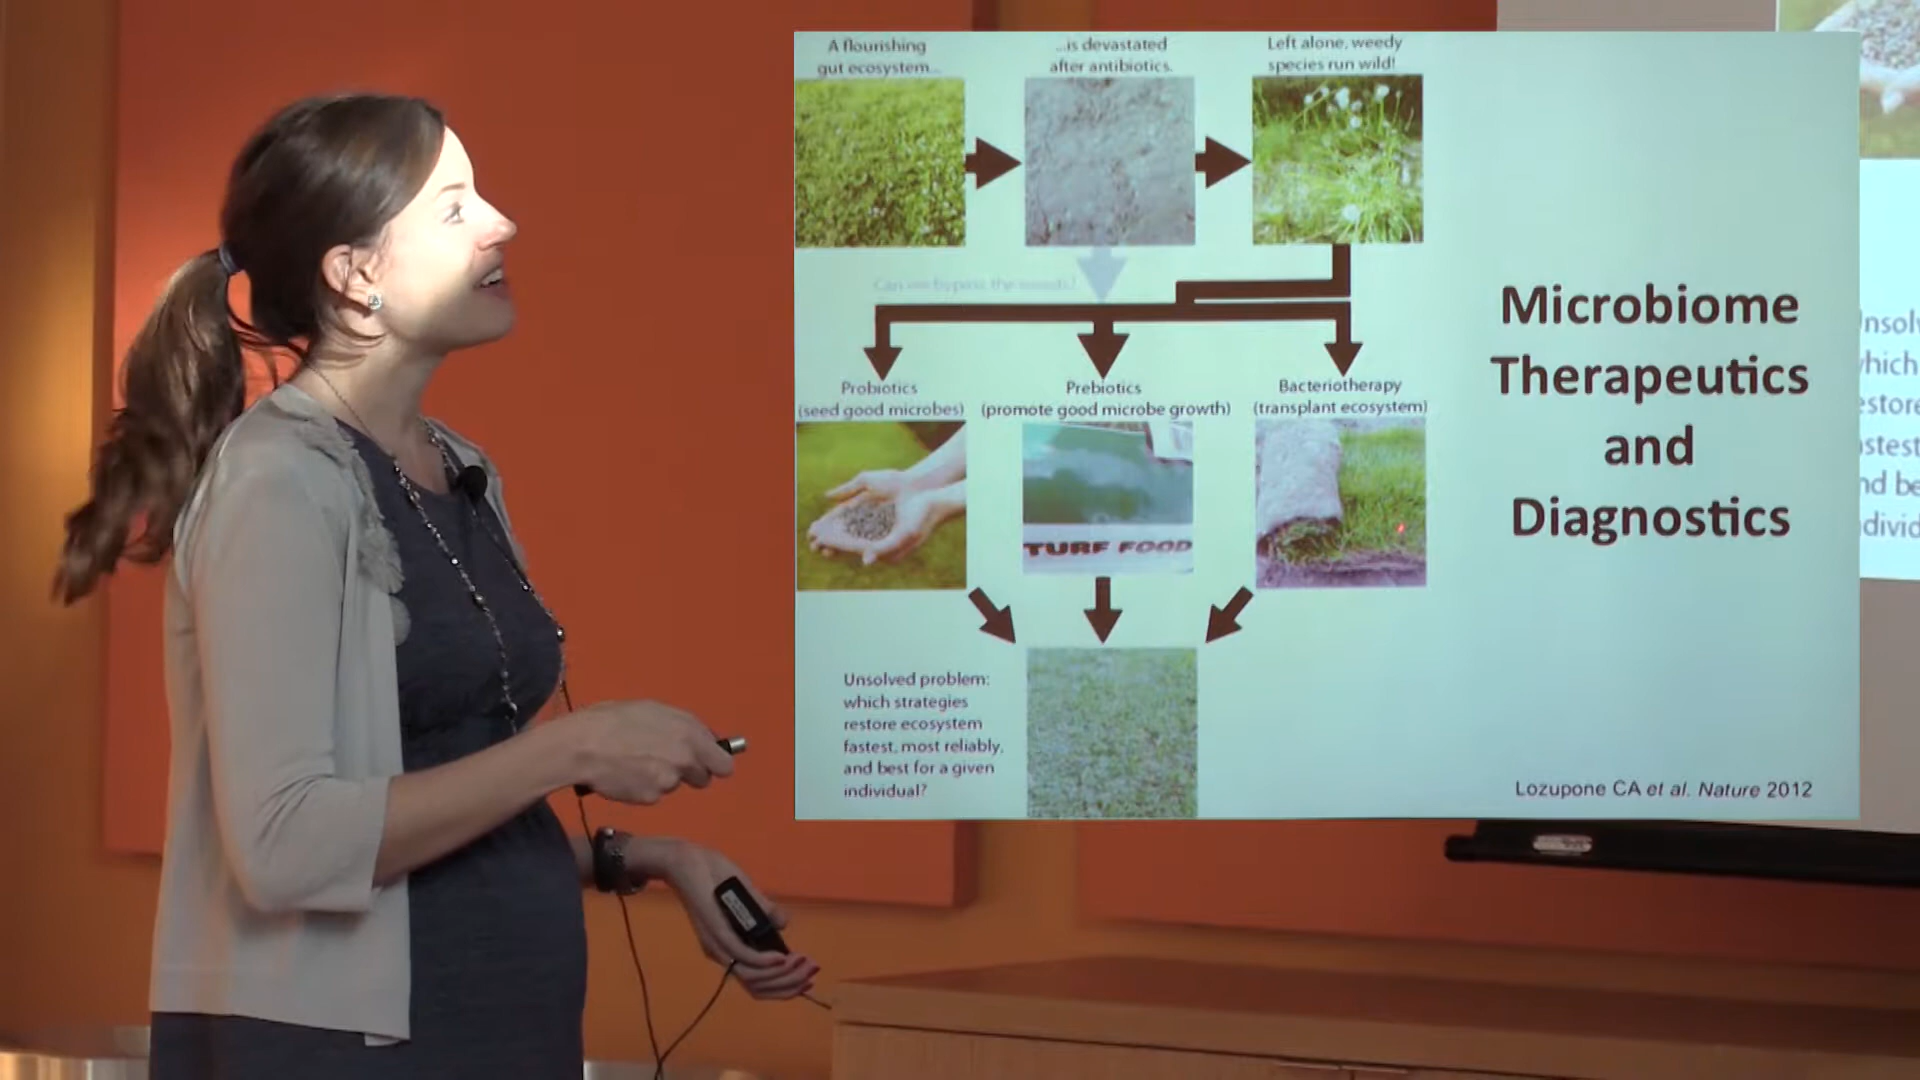 A flourishing
gut ecosystem...
...is devastated
after antibiotics.
Left alone, weedy
species run wild!
Can we bypass the weeds?
Probiotics
(seed good microbes)
Prebiotics
(promote good microbe growth)
Bacteriotherapy
(transplant ecosystem)
TURF FOOD
Unsolved problem:
which strategies
restore ecosystem
fastest, most reliably,
and best for a given
individual?
Microbiome
Therapeutics
and
Diagnostics
Lozupone CA et al. Nature 2012